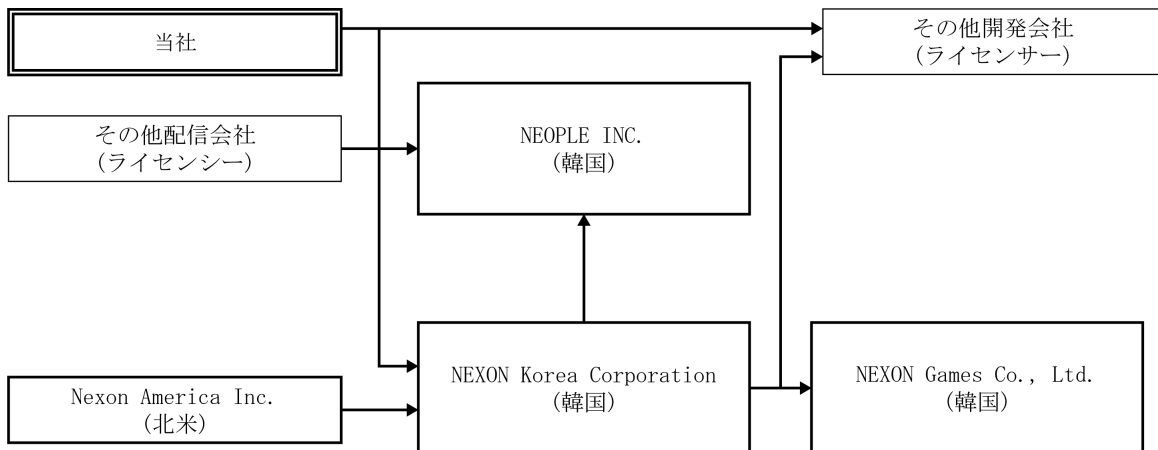 当社
その他開発会社
(ライセンサー)
その他配信会社
(ライセンシー)
NEOPLE INC.
(韓国)
Nexon America Inc.
(北米)
NEXON Korea Corporation
(韓国)
NEXON Games Co., Ltd.
(韓国)